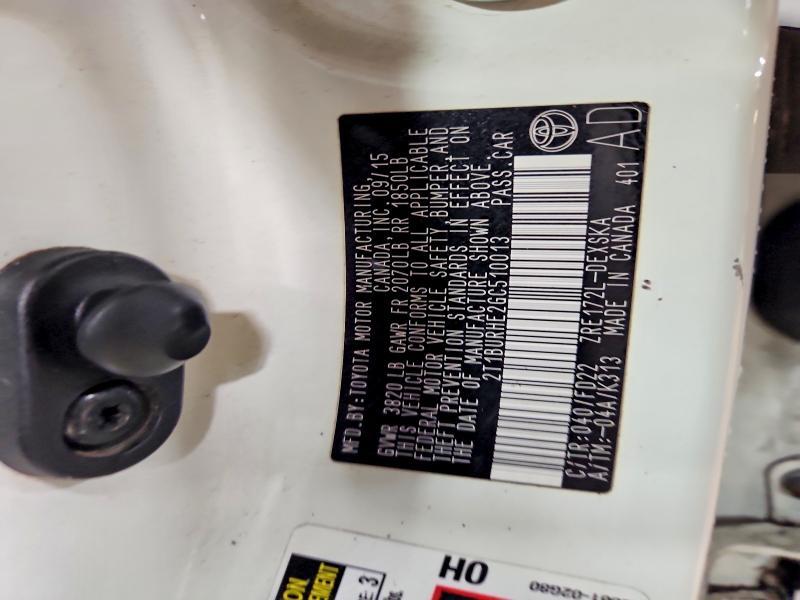 MFD.BY:TOYOTA MOTOR MANUFACTURING
CANADA INC.09/15
GVWR 3820 LB GAWR FR 2070LB RR 1850LB
THIS VEHICLE CONFORMS TO ALL APPLICABLE
FEDERAL MOTOR VEHICLE SAFETY BUMPER AND
THEFT PREVENTION STANDARDS IN EFFECT ON
THE DATE OF MANUFACTURE SHOWN ABOVE.
2T1BURHE2GC510013 PASS.CAR
C/TR:040/FD22 ZRE172L-DEXSKA
A/TM:-04A/K313 MADE IN CANADA 401 AD
OH